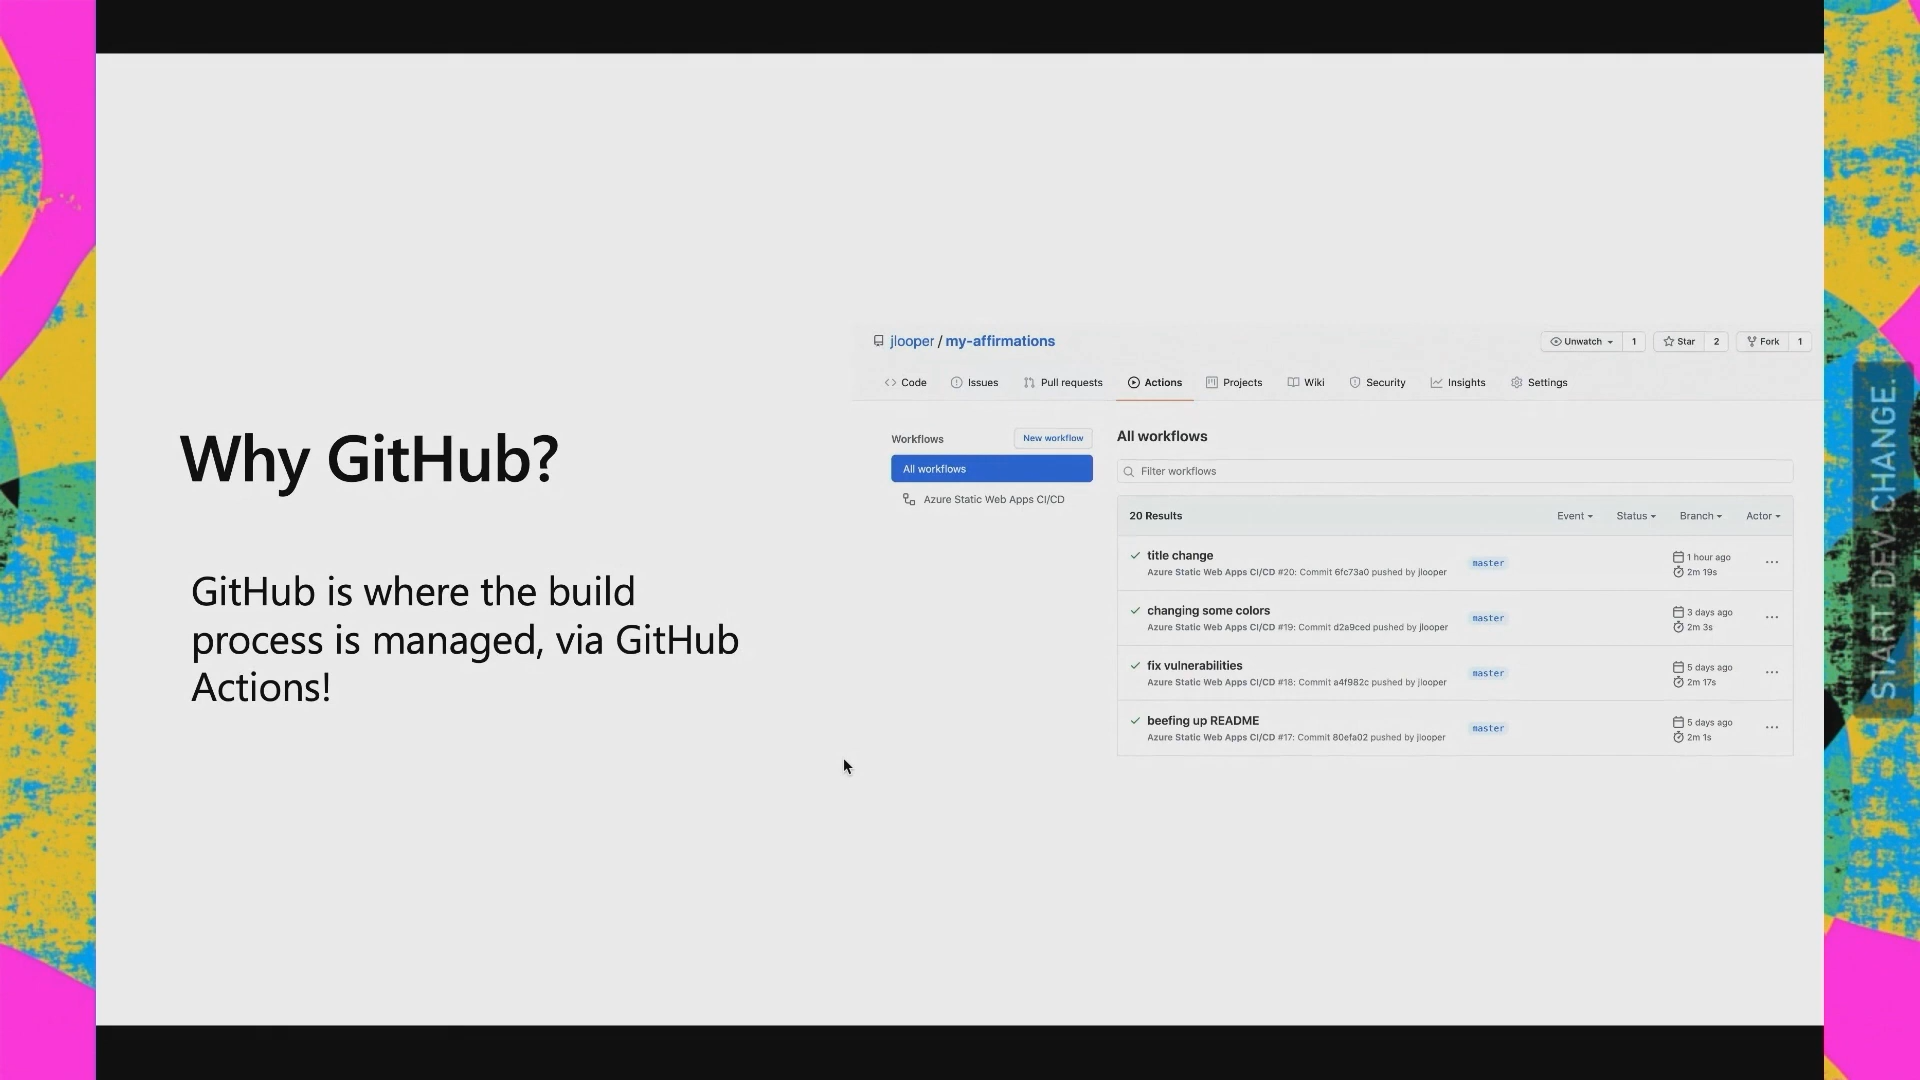 Why GitHub?
GitHub is where the build
process is managed, via GitHub
Actions!
jlooper / my-affirmations
Unwatch 1 Star 2 Fork 1
Code Issues Pull requests Actions Projects Wiki Security Insights Settings
Workflows New workflow
All workflows
Azure Static Web Apps CI/CD
All workflows
Filter workflows
20 Results Event Status Branch Actor
title change
Azure Static Web Apps CI/CD #20: Commit 6fc73a0 pushed by jlooper
master
1 hour ago
2m 19s
changing some colors
Azure Static Web Apps CI/CD #19: Commit d2a9ced pushed by jlooper
master
3 days ago
2m 3s
fix vulnerabilities
Azure Static Web Apps CI/CD #18: Commit a4f982c pushed by jlooper
master
5 days ago
2m 17s
beefing up README
Azure Static Web Apps CI/CD #17: Commit 80efa02 pushed by jlooper
master
5 days ago
2m 1s
START DEV CHANGE.